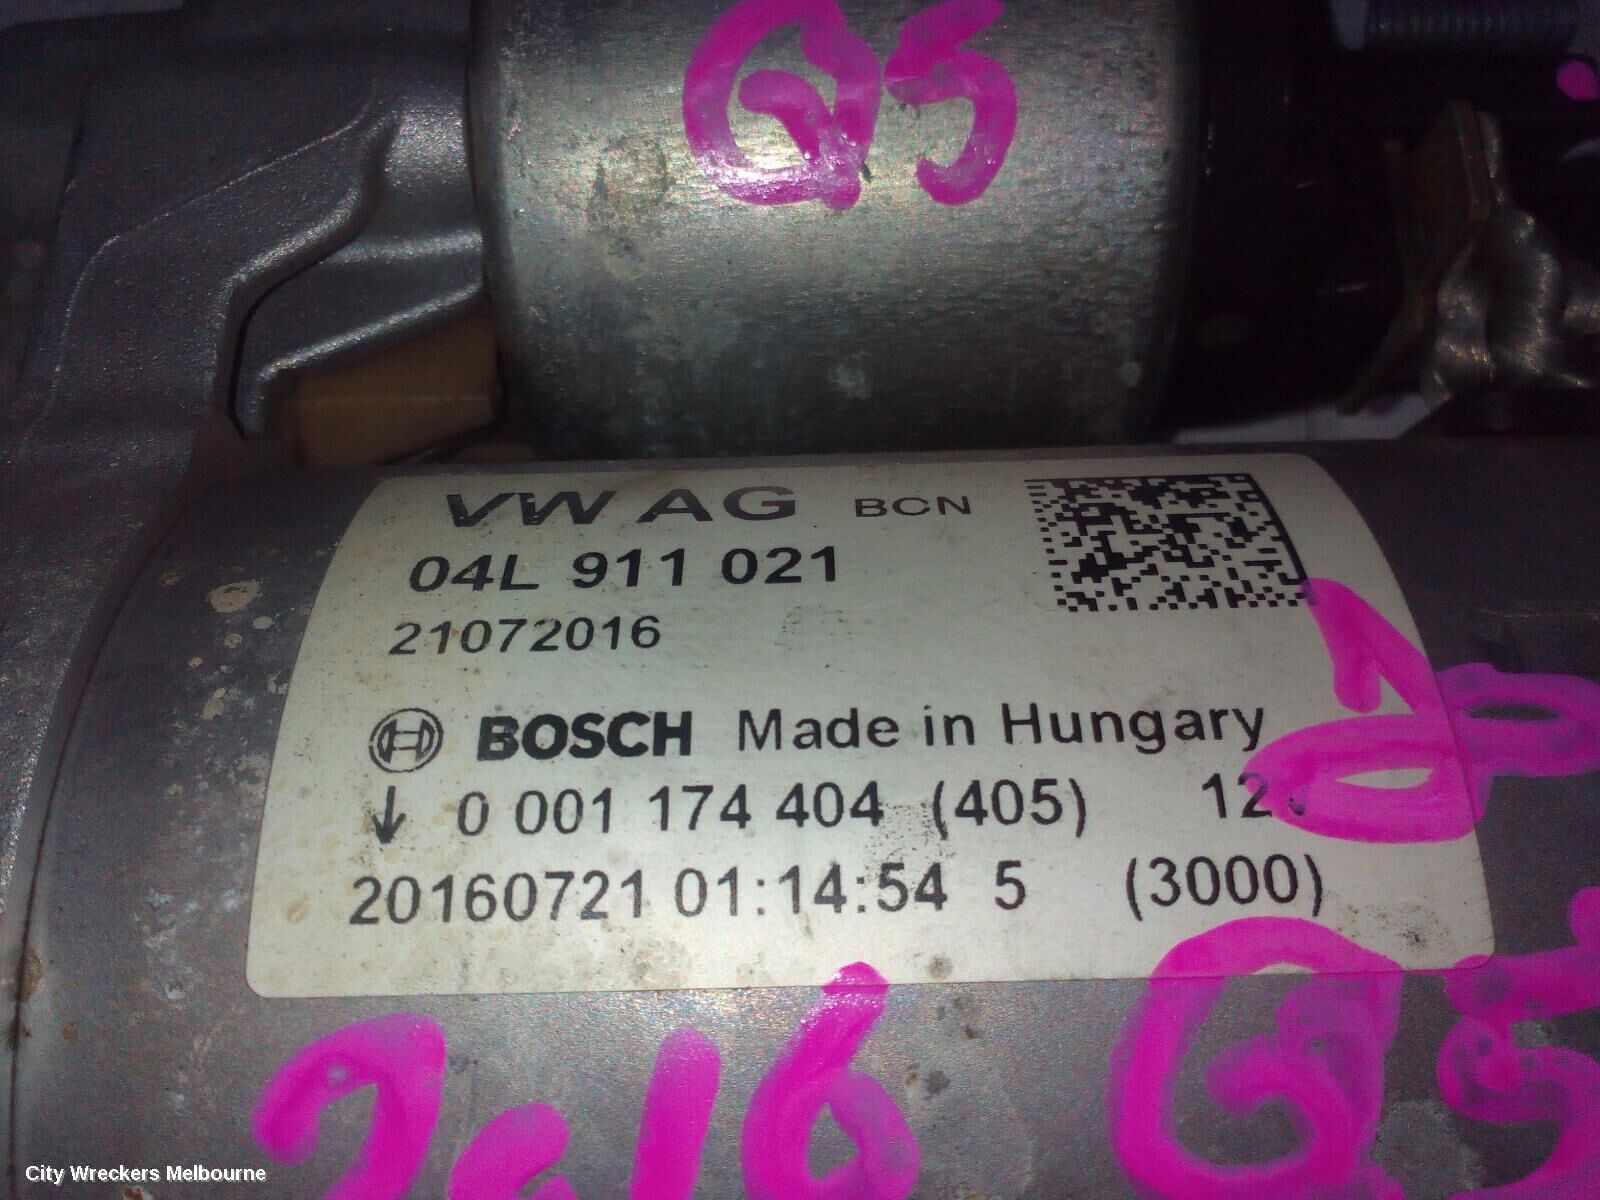 Q5
VW AG BCN
04L 911 021
21072016
BOSCH Made in Hungary
↓ 0 001 174 404 (405) 12V
20160721 01:14:54 5 (3000)
2016 Q5
City Wreckers Melbourne